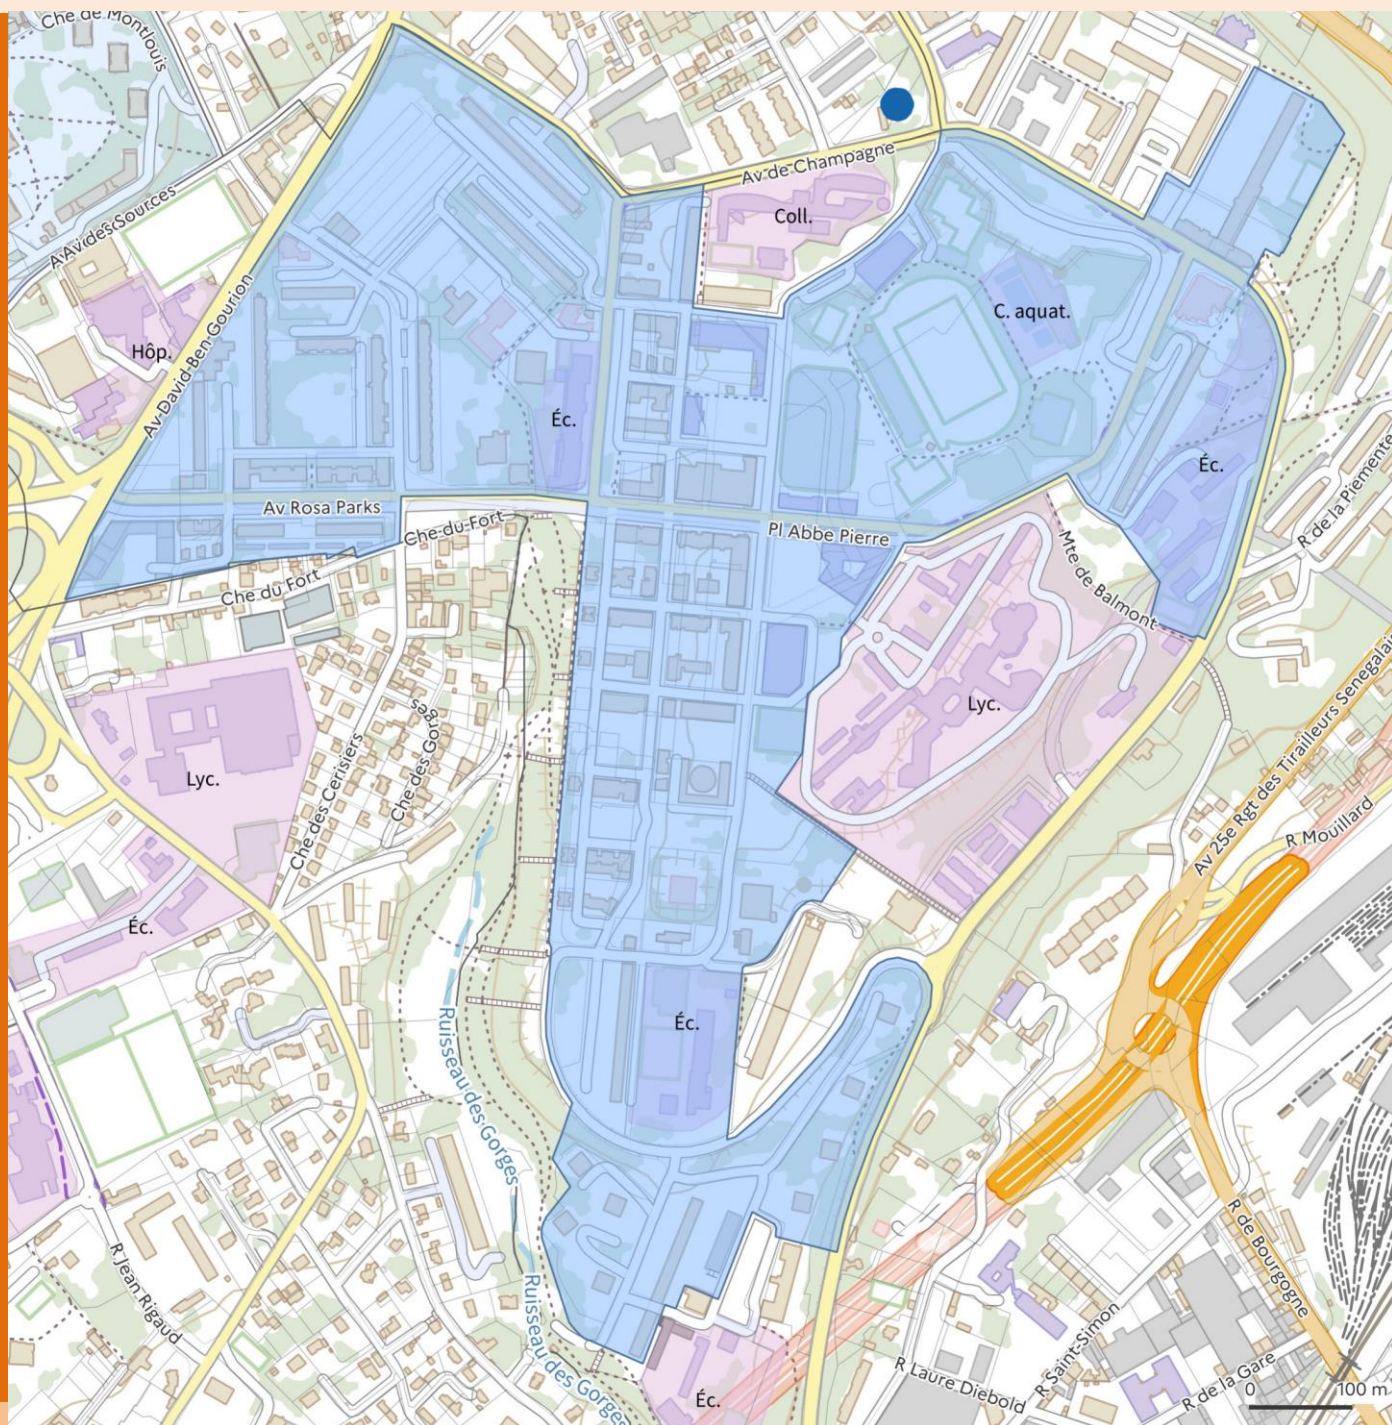 Che de Montlouis
Av de Champagne
Av des Sources
Coll.
C. aquat.
Hôp.
Av David Ben Gourion
Éc.
Éc.
R de la Piemente
Av Rosa Parks
Che du Fort
Pl Abbe Pierre
Mte de Balmont
Che du Fort
Lyc.
Che des Gorges
Lyc.
Che des Cerisiers
Av 25e Rgt des Tirailleurs Senegalais
R Mouillard
Éc.
Éc.
Ruisseau des Gorges
R Jean Rigaud
Ruisseau des Gorges
R de Bourgogne
R Saint-Simon
R Laure Diebold
R de la Gare
Éc.
0 100 m